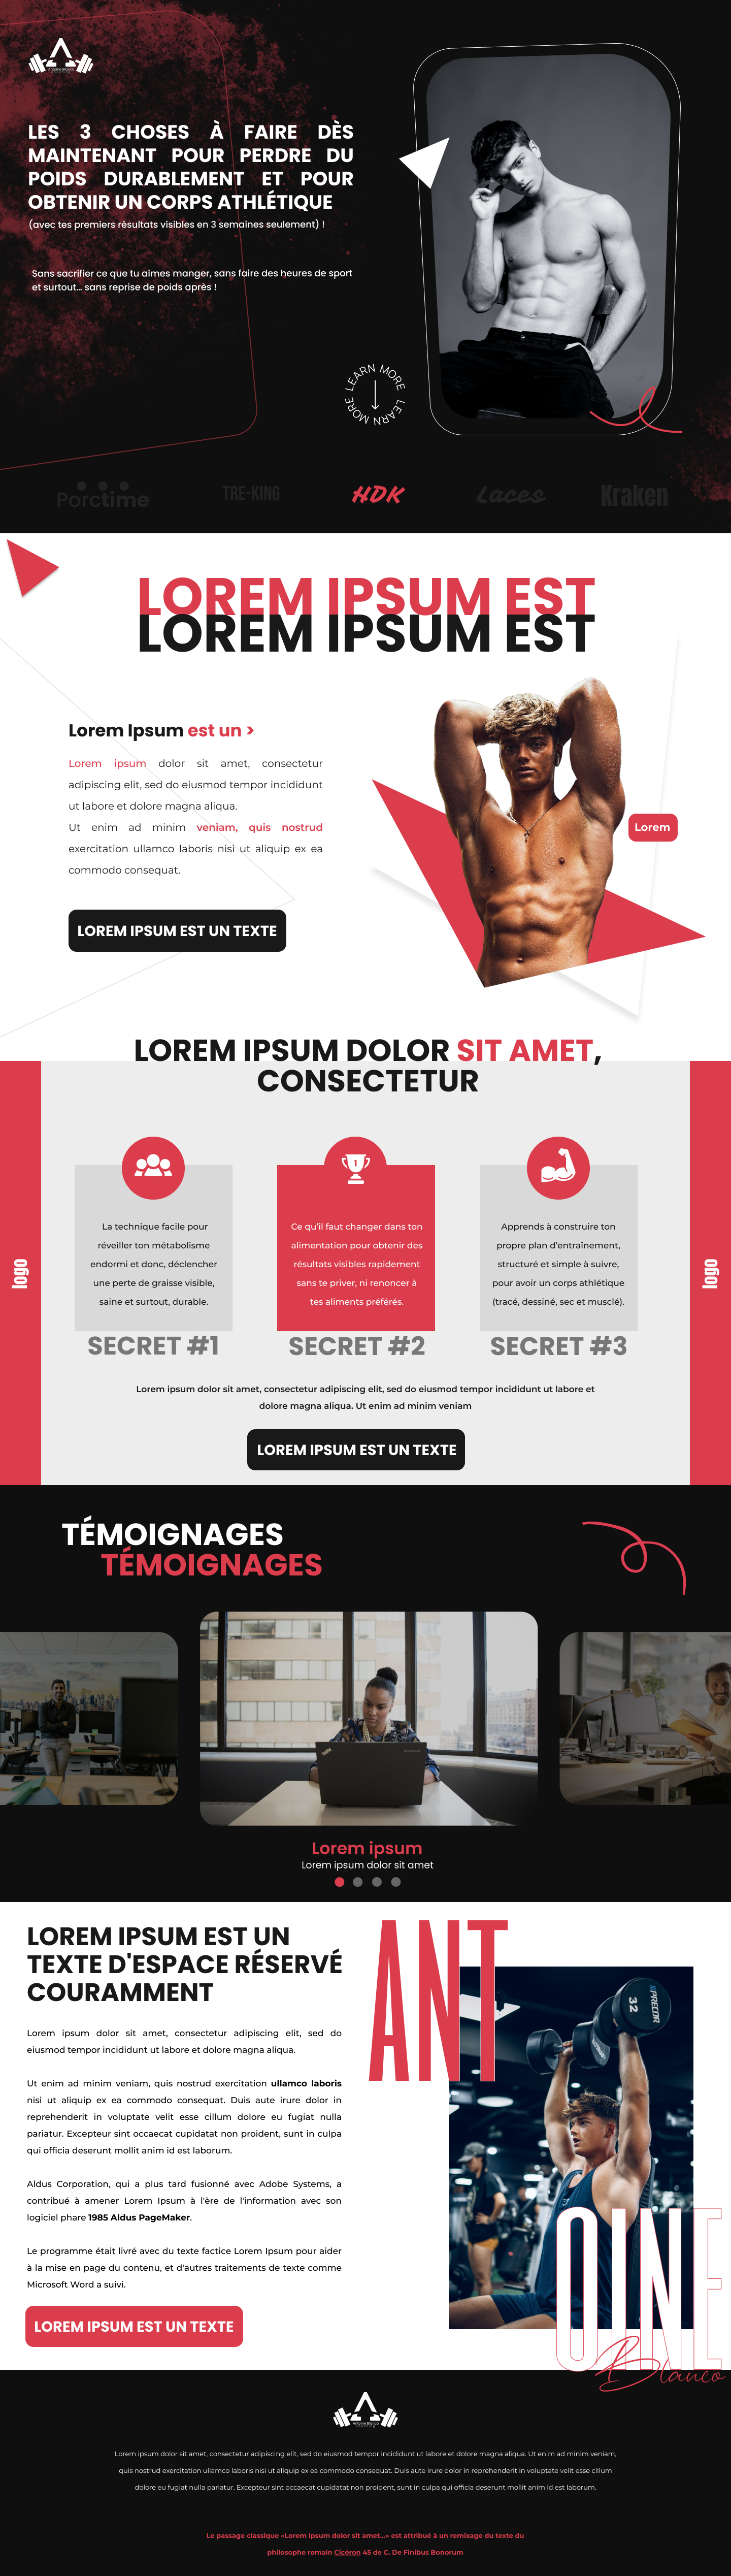 LES 3 CHOSES À FAIRE DÈS
MAINTENANT POUR PERDRE DU
POIDS DURABLEMENT ET POUR
OBTENIR UN CORPS ATHLÉTIQUE
(avec tes premiers résultats visibles en 3 semaines seulement) !
Sans sacrifier ce que tu aimes manger, sans faire des heures de sport
et surtout... sans reprise de poids après !
LEARN MORE LEARN MORE
Porctime
TRE-KING
HDK
Laces
Kraken
LOREM IPSUM EST
LOREM IPSUM EST
Lorem Ipsum est un >
Lorem ipsum dolor sit amet, consectetur
adipiscing elit, sed do eiusmod tempor incididunt
ut labore et dolore magna aliqua.
Ut enim ad minim veniam, quis nostrud
exercitation ullamco laboris nisi ut aliquip ex ea
commodo consequat.
Lorem
LOREM IPSUM EST UN TEXTE
LOREM IPSUM DOLOR SIT AMET,
CONSECTETUR
logo
La technique facile pour
réveiller ton métabolisme
endormi et donc, déclencher
une perte de graisse visible,
saine et surtout, durable.
SECRET #1
1
Ce qu'il faut changer dans ton
alimentation pour obtenir des
résultats visibles rapidement
sans te priver, ni renoncer à
tes aliments préférés.
SECRET #2
Apprends à construire ton
propre plan d'entraînement,
structuré et simple à suivre,
pour avoir un corps athlétique
(tracé, dessiné, sec et musclé).
SECRET #3
logo
Lorem ipsum dolor sit amet, consectetur adipiscing elit, sed do eiusmod tempor incididunt ut labore et
dolore magna aliqua. Ut enim ad minim veniam
LOREM IPSUM EST UN TEXTE
TÉMOIGNAGES
TÉMOIGNAGES
Lorem ipsum
Lorem ipsum dolor sit amet
LOREM IPSUM EST UN
TEXTE D'ESPACE RÉSERVÉ
COURAMMENT
Lorem ipsum dolor sit amet, consectetur adipiscing elit, sed do
eiusmod tempor incididunt ut labore et dolore magna aliqua.
Ut enim ad minim veniam, quis nostrud exercitation ullamco laboris
nisi ut aliquip ex ea commodo consequat. Duis aute irure dolor in
reprehenderit in voluptate velit esse cillum dolore eu fugiat nulla
pariatur. Excepteur sint occaecat cupidatat non proident, sunt in culpa
qui officia deserunt mollit anim id est laborum.
Aldus Corporation, qui a plus tard fusionné avec Adobe Systems, a
contribué à amener Lorem Ipsum à l'ère de l'information avec son
logiciel phare 1985 Aldus PageMaker.
Le programme était livré avec du texte factice Lorem Ipsum pour aider
à la mise en page du contenu, et d'autres traitements de texte comme
Microsoft Word a suivi.
LOREM IPSUM EST UN TEXTE
ANT
32
PRECOR
OINE
Blanco
Lorem ipsum dolor sit amet, consectetur adipiscing elit, sed do eiusmod tempor incididunt ut labore et dolore magna aliqua. Ut enim ad minim veniam,
quis nostrud exercitation ullamco laboris nisi ut aliquip ex ea commodo consequat. Duis aute irure dolor in reprehenderit in voluptate velit esse cillum
dolore eu fugiat nulla pariatur. Excepteur sint occaecat cupidatat non proident, sunt in culpa qui officia deserunt mollit anim id est laborum.
Le passage classique «Lorem ipsum dolor sit amet...» est attribué à un remixage du texte du
philosophe romain Cicéron 45 de C. De Finibus Bonorum